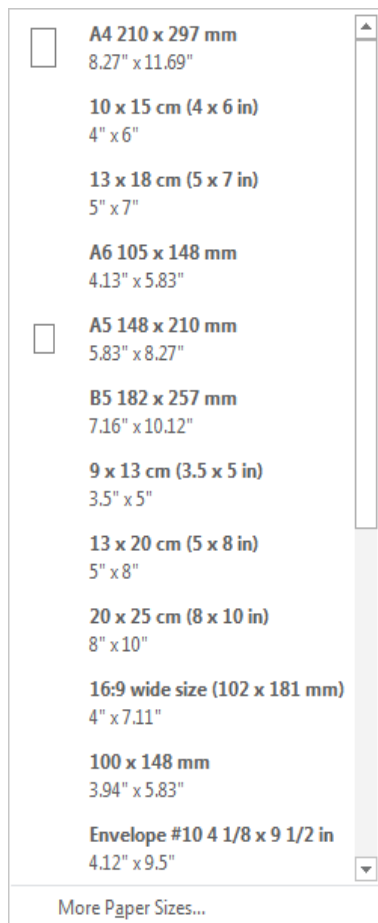 A4 210 x 297 mm
8.27" x 11.69"
10 x 15 cm (4 x 6 in)
4" x 6"
13 x 18 cm (5 x 7 in)
5" x 7"
A6 105 x 148 mm
4.13" x 5.83"
A5 148 x 210 mm
5.83" x 8.27"
B5 182 x 257 mm
7.16" x 10.12"
9 x 13 cm (3.5 x 5 in)
3.5" x 5"
13 x 20 cm (5 x 8 in)
5" x 8"
20 x 25 cm (8 x 10 in)
8" x 10"
16:9 wide size (102 x 181 mm)
4" x 7.11"
100 x 148 mm
3.94" x 5.83"
Envelope #10 4 1/8 x 9 1/2 in
4.12" x 9.5"
More Paper Sizes...